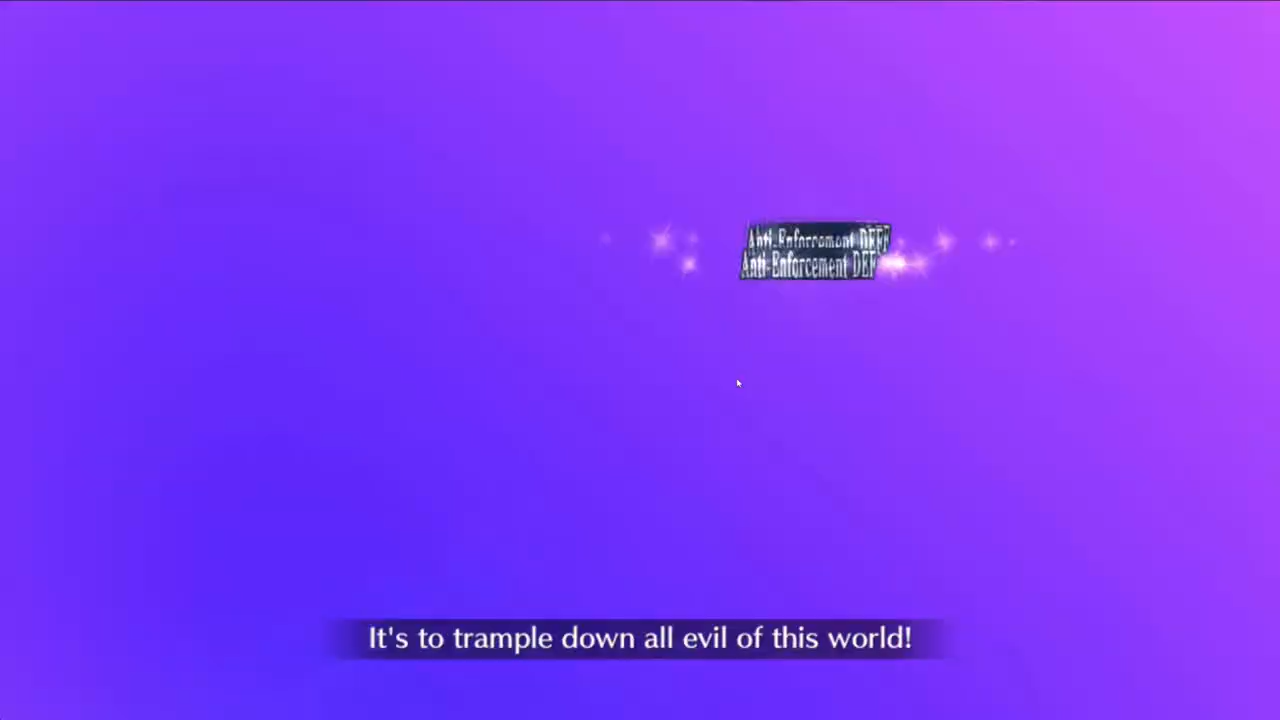 Anti-Enforcement DEF
Anti-Enforcement DEF
It's to trample down all evil of this world!